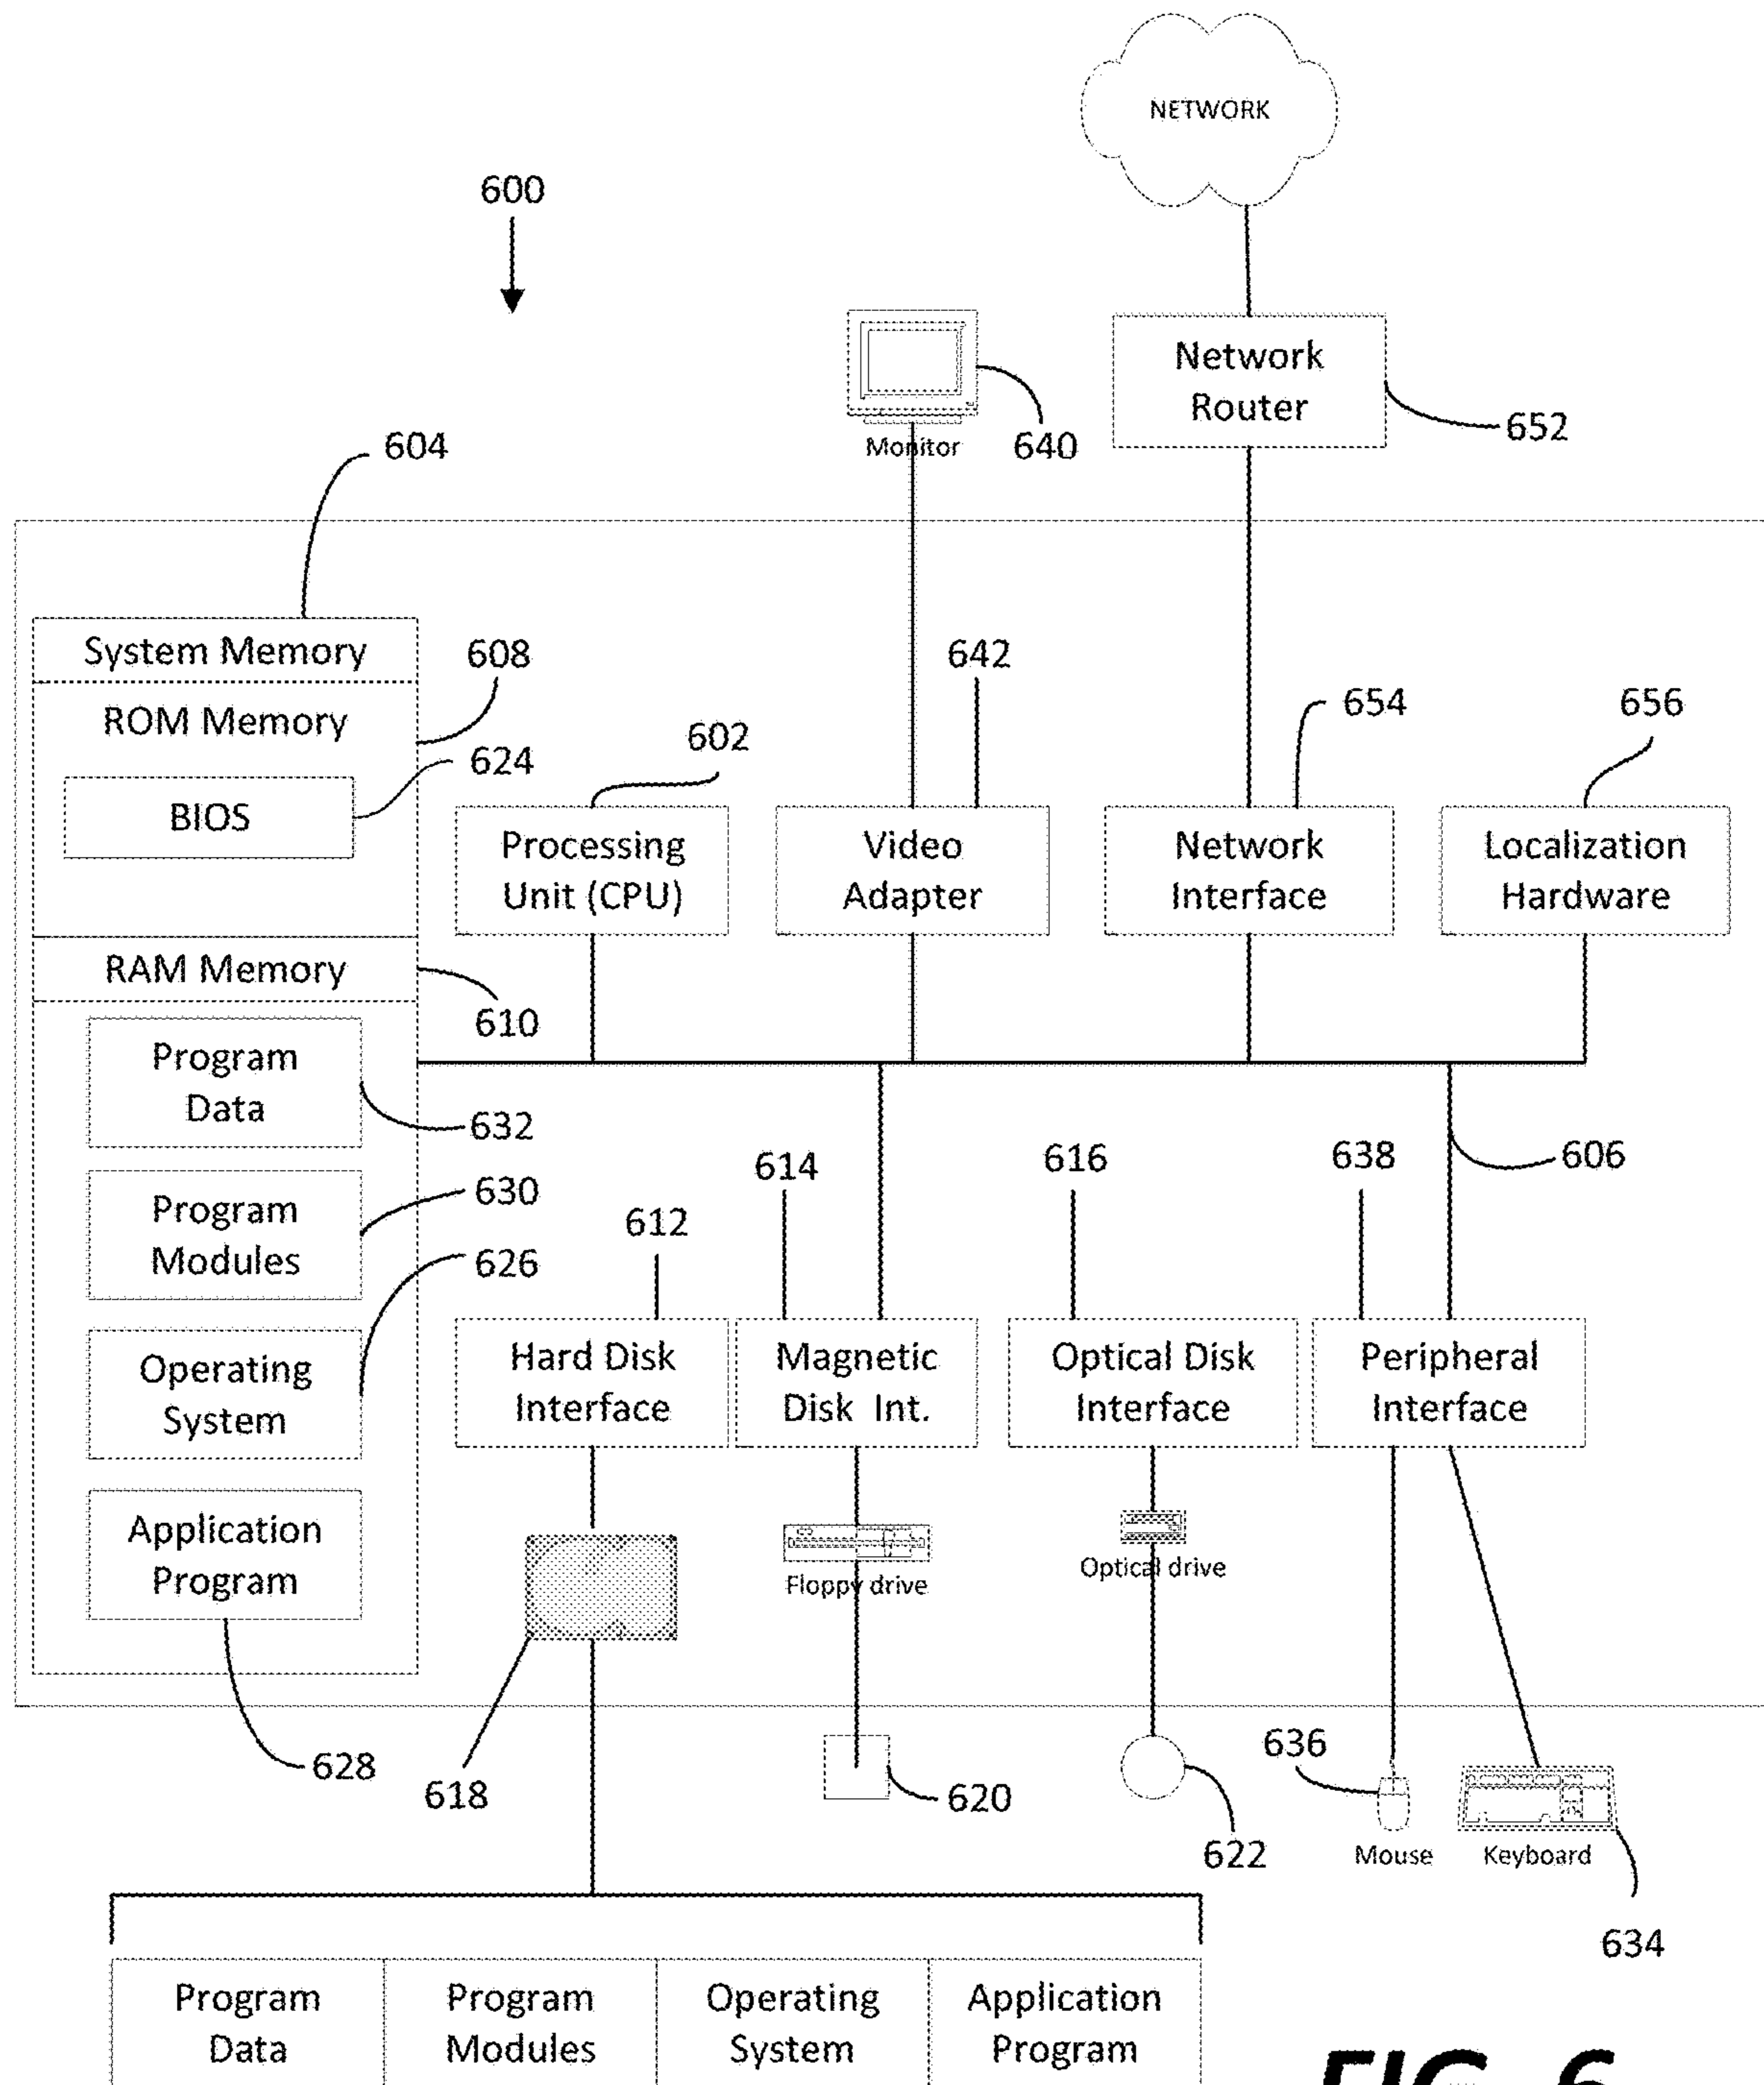 NETWORK
600
Network
Router
652
Monitor
640
604
System Memory
608
642
ROM Memory
654
656
602
624
BIOS
Processing
Unit (CPU)
Video
Adapter
Network
Interface
Localization
Hardware
RAM Memory
610
Program
Data
632
614
616
638
606
630
Program
Modules
612
626
Operating
System
Hard Disk
Interface
Magnetic
Disk Int.
Optical Disk
Interface
Peripheral
Interface
Application
Program
Floppy drive
Optical drive
628
618
620
636
622
Mouse
Keyboard
634
Program
Data
Program
Modules
Operating
System
Application
Program
FIG. 6